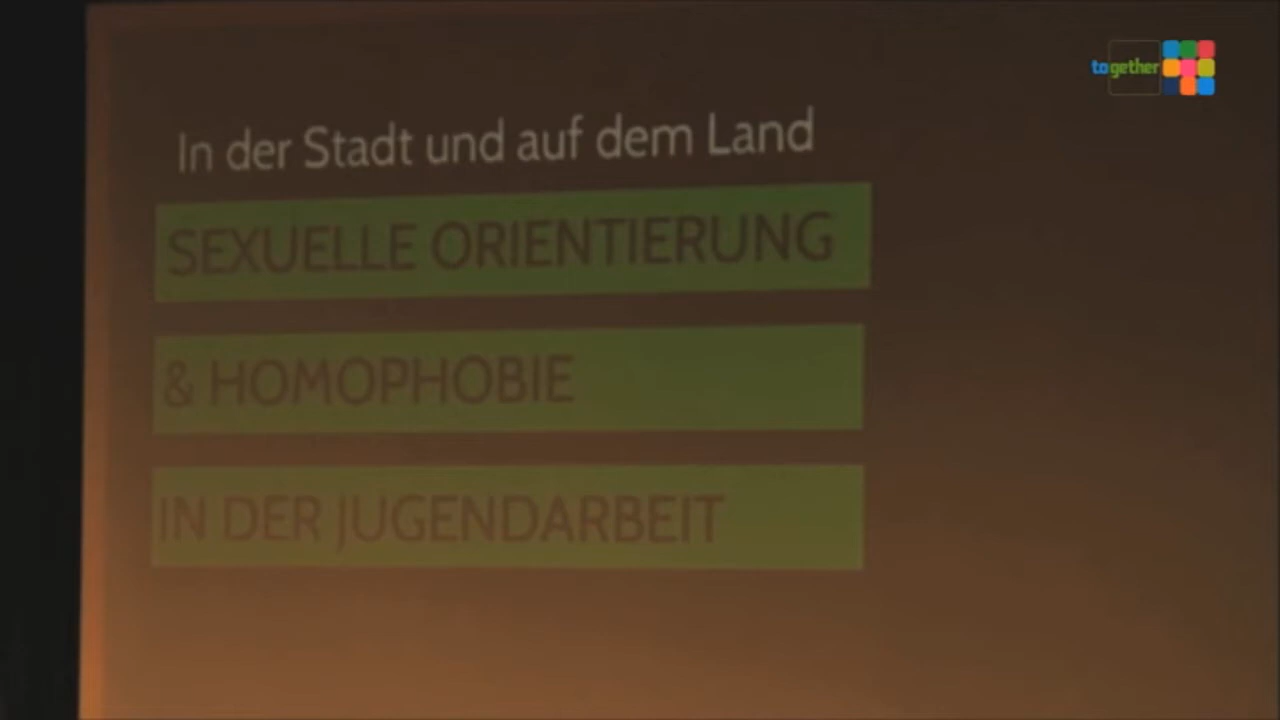 together
In der Stadt und auf dem Land
SEXUELLE ORIENTIERUNG
& HOMOPHOBIE
IN DER JUGENDARBEIT